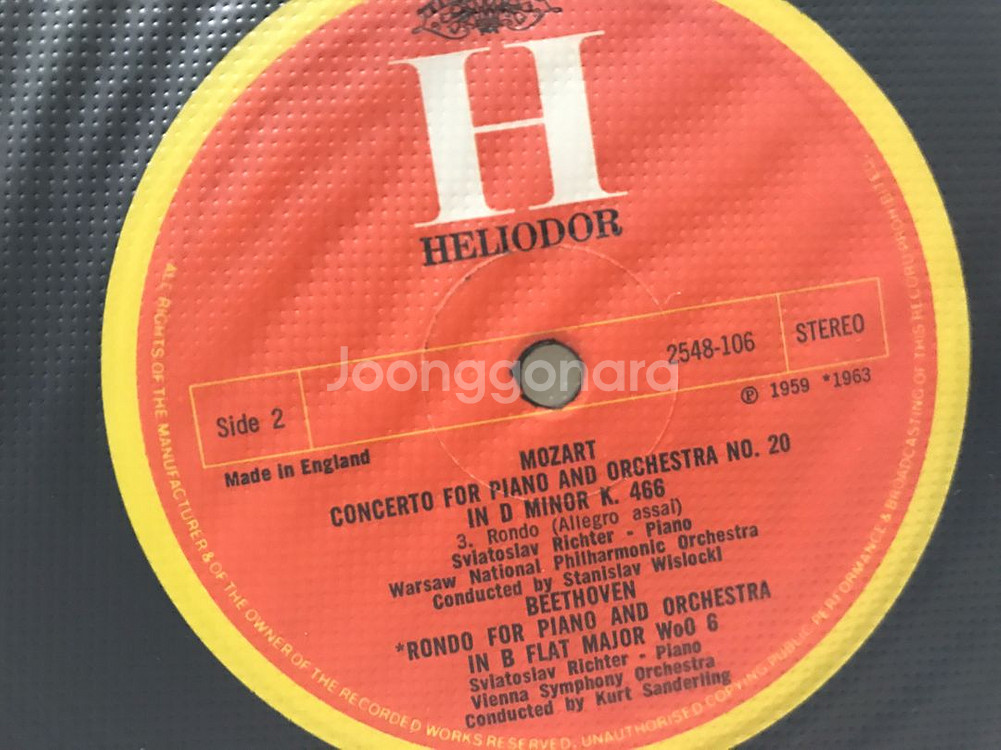 H
HELIODOR
2548-106
STEREO
Ⓟ 1959 *1963
Side 2
Made in England
Joonggonara
MOZART
CONCERTO FOR PIANO AND ORCHESTRA NO. 20
IN D MINOR K. 466
3. Rondo (Allegro assai)
Sviatoslav Richter - Piano
Warsaw National Philharmonic Orchestra
Conducted by Stanislav Wislocki
BEETHOVEN
*RONDO FOR PIANO AND ORCHESTRA
IN B FLAT MAJOR WoO 6
Sviatoslav Richter - Piano
Vienna Symphony Orchestra
Conducted by Kurt Sanderling
ALL RIGHTS OF THE MANUFACTURER & OF THE OWNER OF THE RECORDED WORKS RESERVED. UNAUTHORISED COPYING, PUBLIC PERFORMANCE & BROADCASTING OF THIS RECORD PROHIBITED